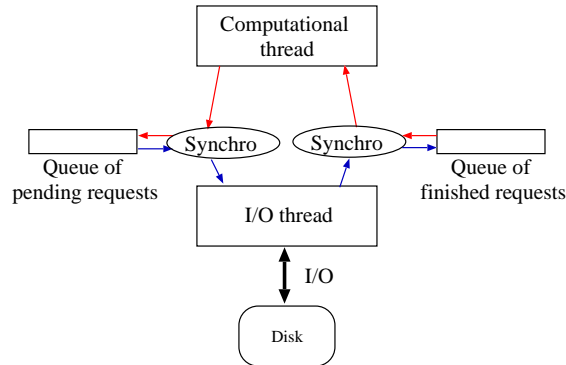 Computational
thread
Synchro
Synchro
Queue of
pending requests
Queue of
finished requests
I/O thread
I/O
Disk